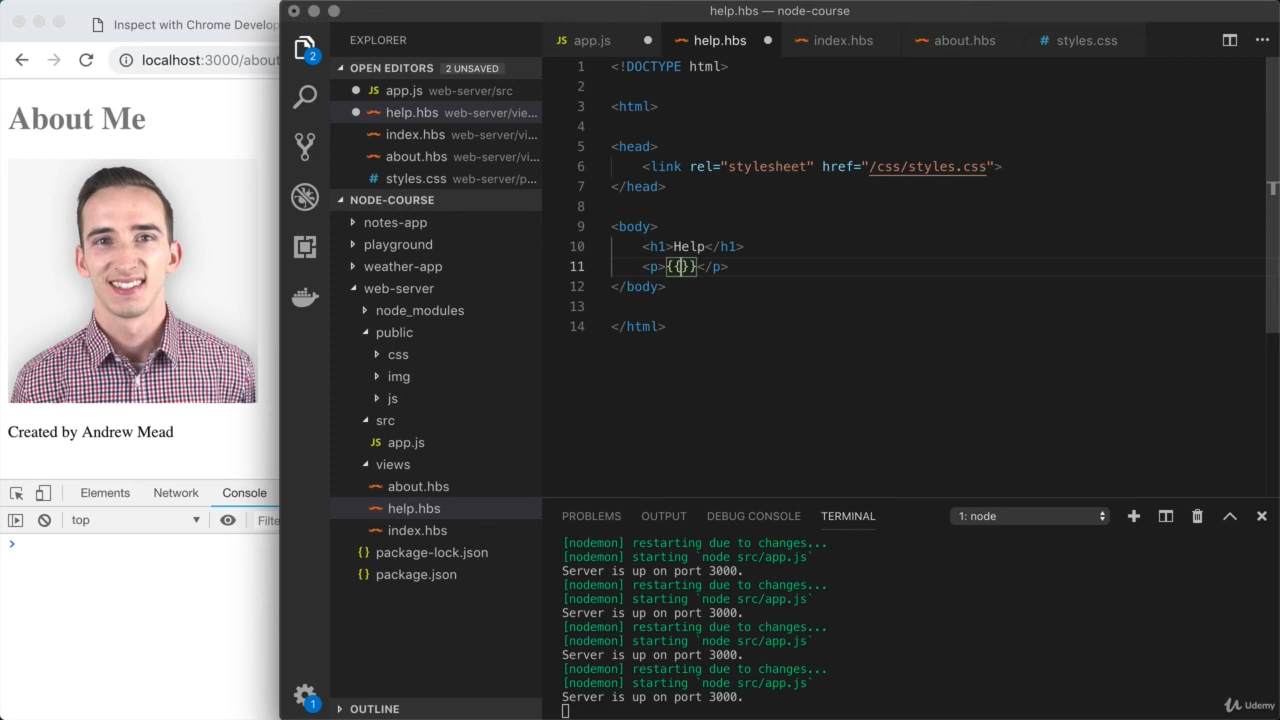 Inspect with Chrome Develop
localhost:3000/about
About Me
Created by Andrew Mead
Elements
Network
Console
top
Filte
help.hbs — node-course
2
1
EXPLORER
OPEN EDITORS
2 UNSAVED
JS app.js web-server/src
help.hbs web-server/vie...
index.hbs web-server/vi...
about.hbs web-server/vi...
# styles.css web-server/p...
NODE-COURSE
notes-app
playground
weather-app
web-server
node_modules
public
css
img
js
src
JS app.js
views
about.hbs
help.hbs
index.hbs
{} package-lock.json
{} package.json
OUTLINE
JS app.js
help.hbs
index.hbs
about.hbs
# styles.css
1 <!DOCTYPE html>
2
3 <html>
4
5 <head>
6 <link rel="stylesheet" href="/css/styles.css">
7 </head>
8
9 <body>
10 <h1>Help</h1>
11 <p>{{}}</p>
12 </body>
13
14 </html>
PROBLEMS
OUTPUT
DEBUG CONSOLE
TERMINAL
1: node
[nodemon] restarting due to changes...
[nodemon] starting `node src/app.js`
Server is up on port 3000.
[nodemon] restarting due to changes...
[nodemon] starting `node src/app.js`
Server is up on port 3000.
[nodemon] restarting due to changes...
[nodemon] starting `node src/app.js`
Server is up on port 3000.
[nodemon] restarting due to changes...
[nodemon] starting `node src/app.js`
Server is up on port 3000.
Udemy